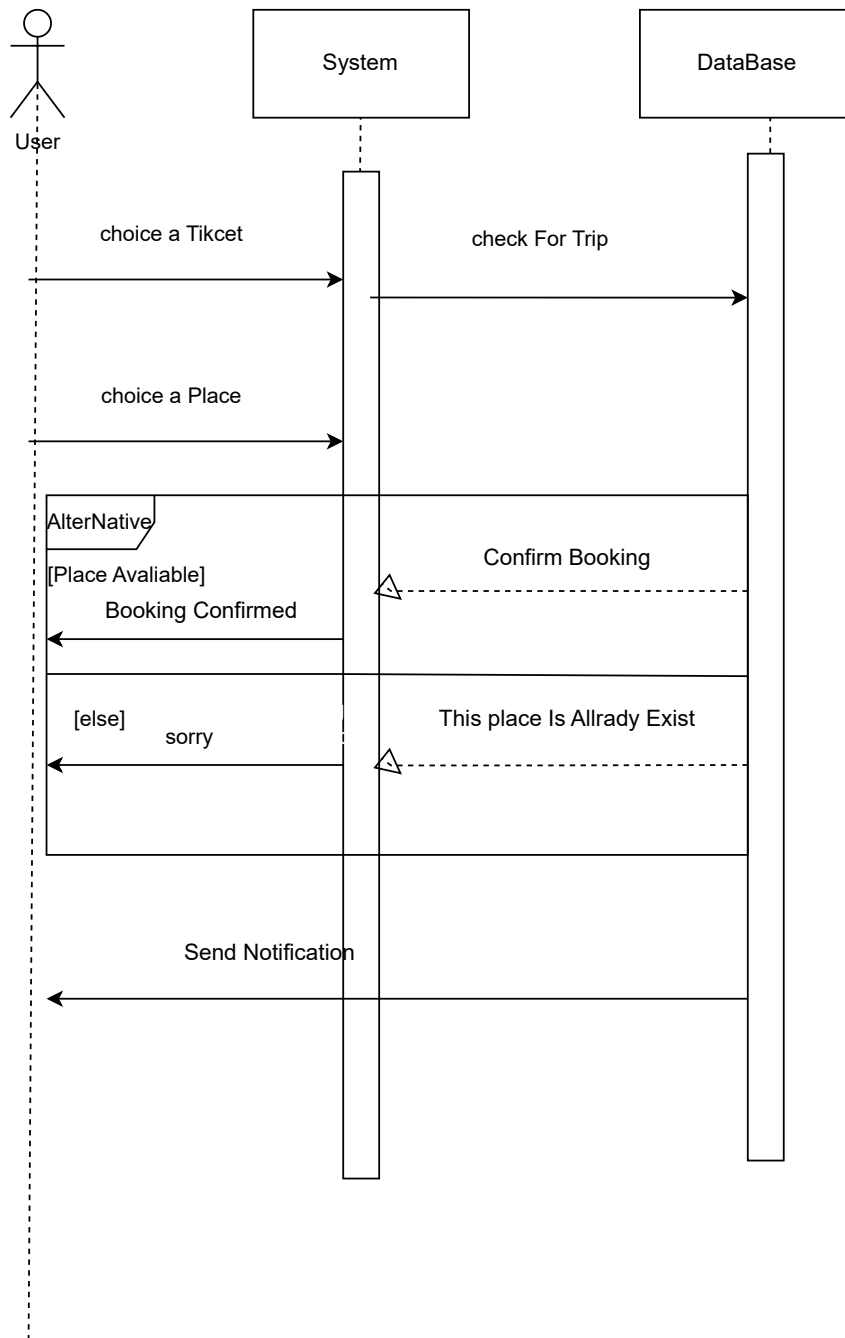 System
DataBase
User
choice a Tikcet
check For Trip
choice a Place
AlterNative
Confirm Booking
[Place Avaliable]
Booking Confirmed
[else]
This place Is Allrady Exist
sorry
Send Notification